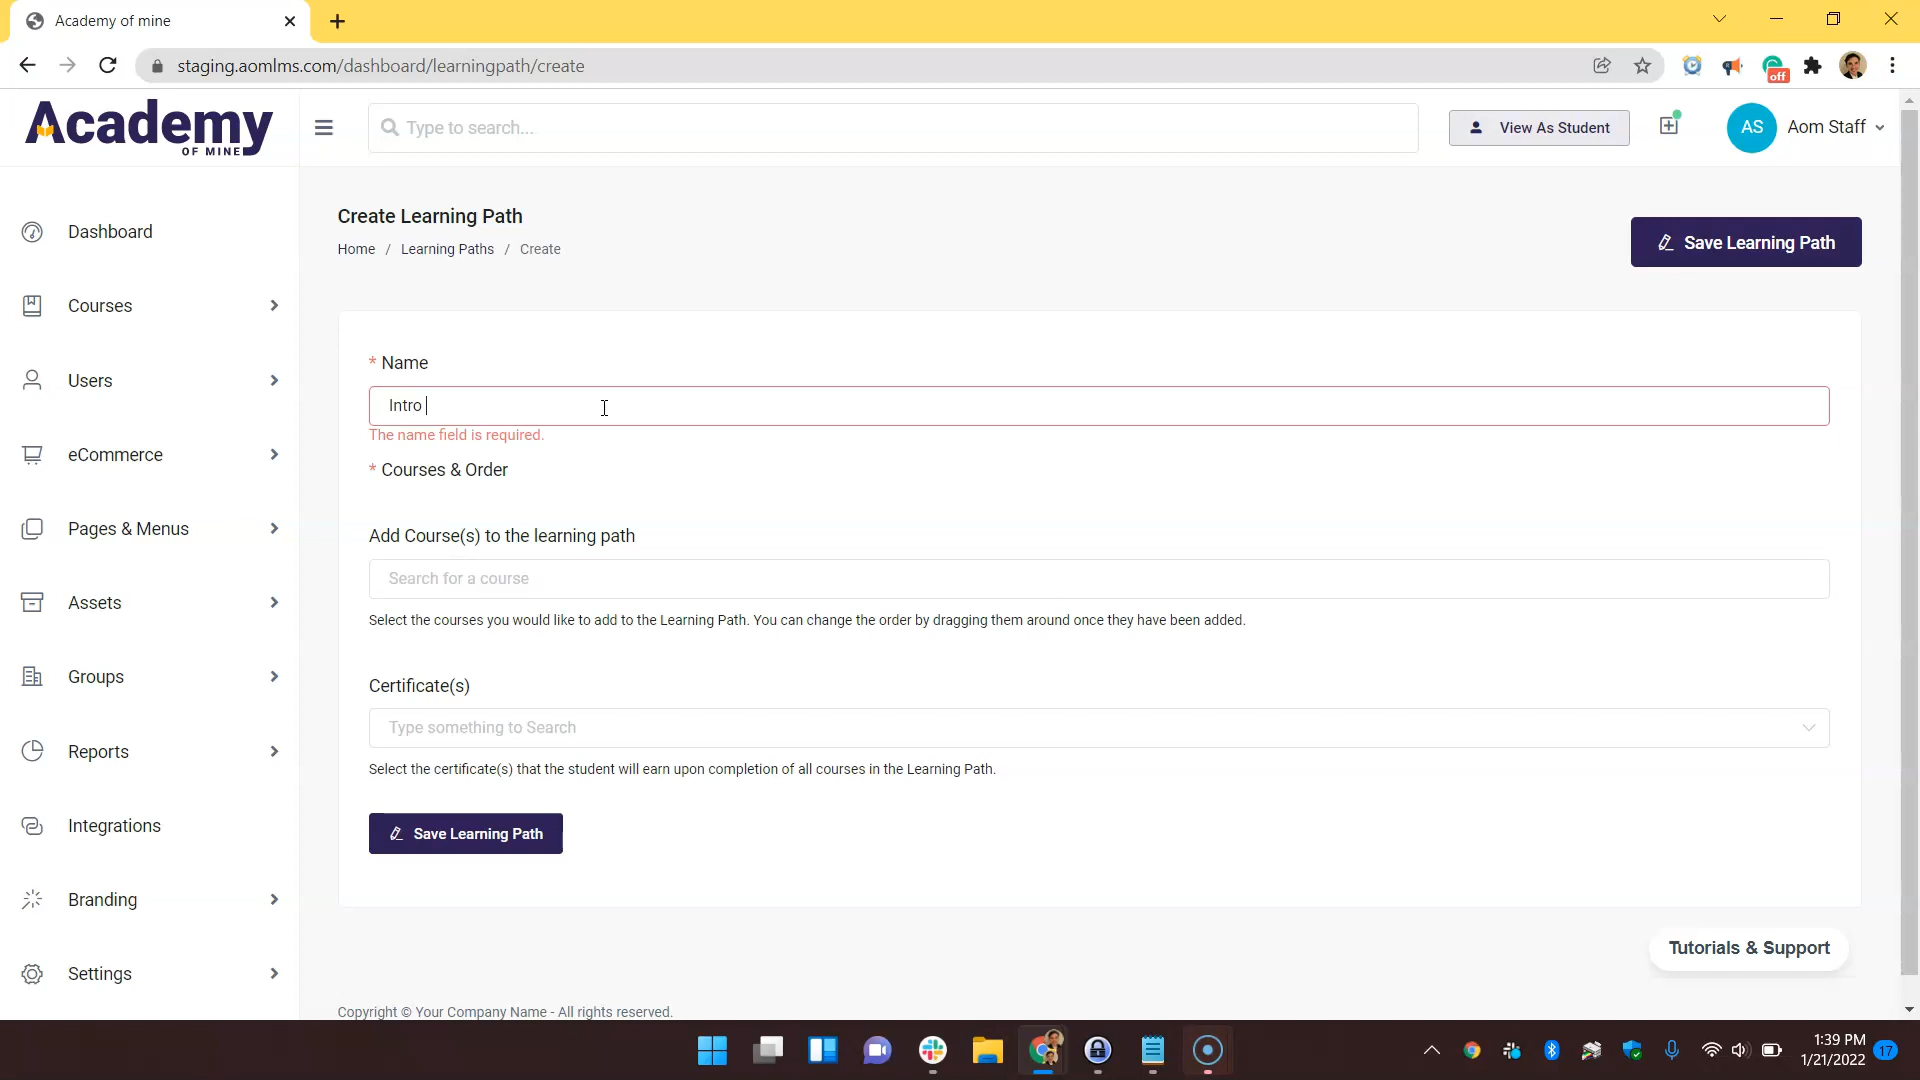 Academy of mine
staging.aomlms.com/dashboard/learningpath/create
off
Academy
OF MINE
Type to search...
View As Student
AS
Aom Staff
Dashboard
Courses
Users
eCommerce
Pages & Menus
Assets
Groups
Reports
Integrations
Branding
Settings
Create Learning Path
Home / Learning Paths / Create
Save Learning Path
* Name
Intro
The name field is required.
* Courses & Order
Add Course(s) to the learning path
Search for a course
Select the courses you would like to add to the Learning Path. You can change the order by dragging them around once they have been added.
Certificate(s)
Type something to Search
Select the certificate(s) that the student will earn upon completion of all courses in the Learning Path.
Save Learning Path
Tutorials & Support
Copyright © Your Company Name - All rights reserved.
1:39 PM
1/21/2022
17